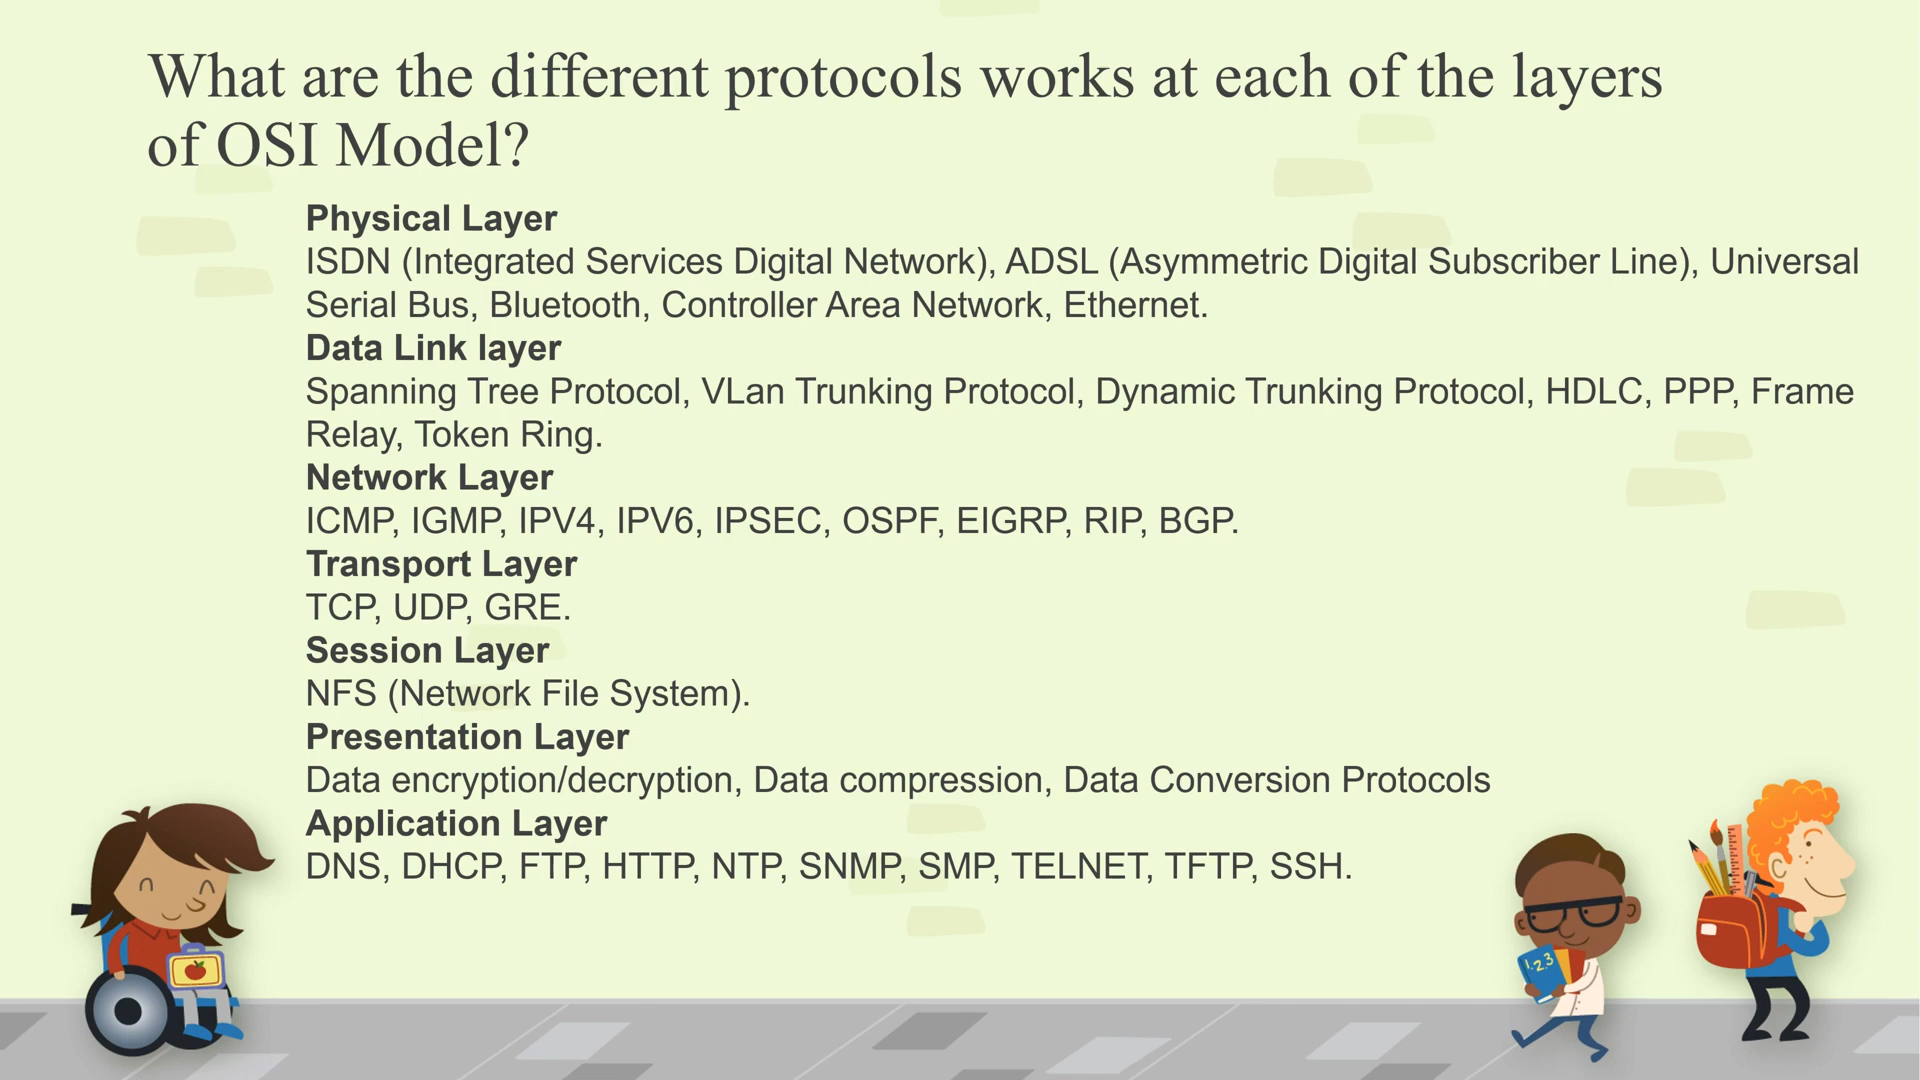 What are the different protocols works at each of the layers
of OSI Model?
Physical Layer
ISDN (Integrated Services Digital Network), ADSL (Asymmetric Digital Subscriber Line), Universal
Serial Bus, Bluetooth, Controller Area Network, Ethernet.
Data Link layer
Spanning Tree Protocol, VLan Trunking Protocol, Dynamic Trunking Protocol, HDLC, PPP, Frame
Relay, Token Ring.
Network Layer
ICMP, IGMP, IPV4, IPV6, IPSEC, OSPF, EIGRP, RIP, BGP.
Transport Layer
TCP, UDP, GRE.
Session Layer
NFS (Network File System).
Presentation Layer
Data encryption/decryption, Data compression, Data Conversion Protocols
Application Layer
DNS, DHCP, FTP, HTTP, NTP, SNMP, SMP, TELNET, TFTP, SSH.
1,2,3